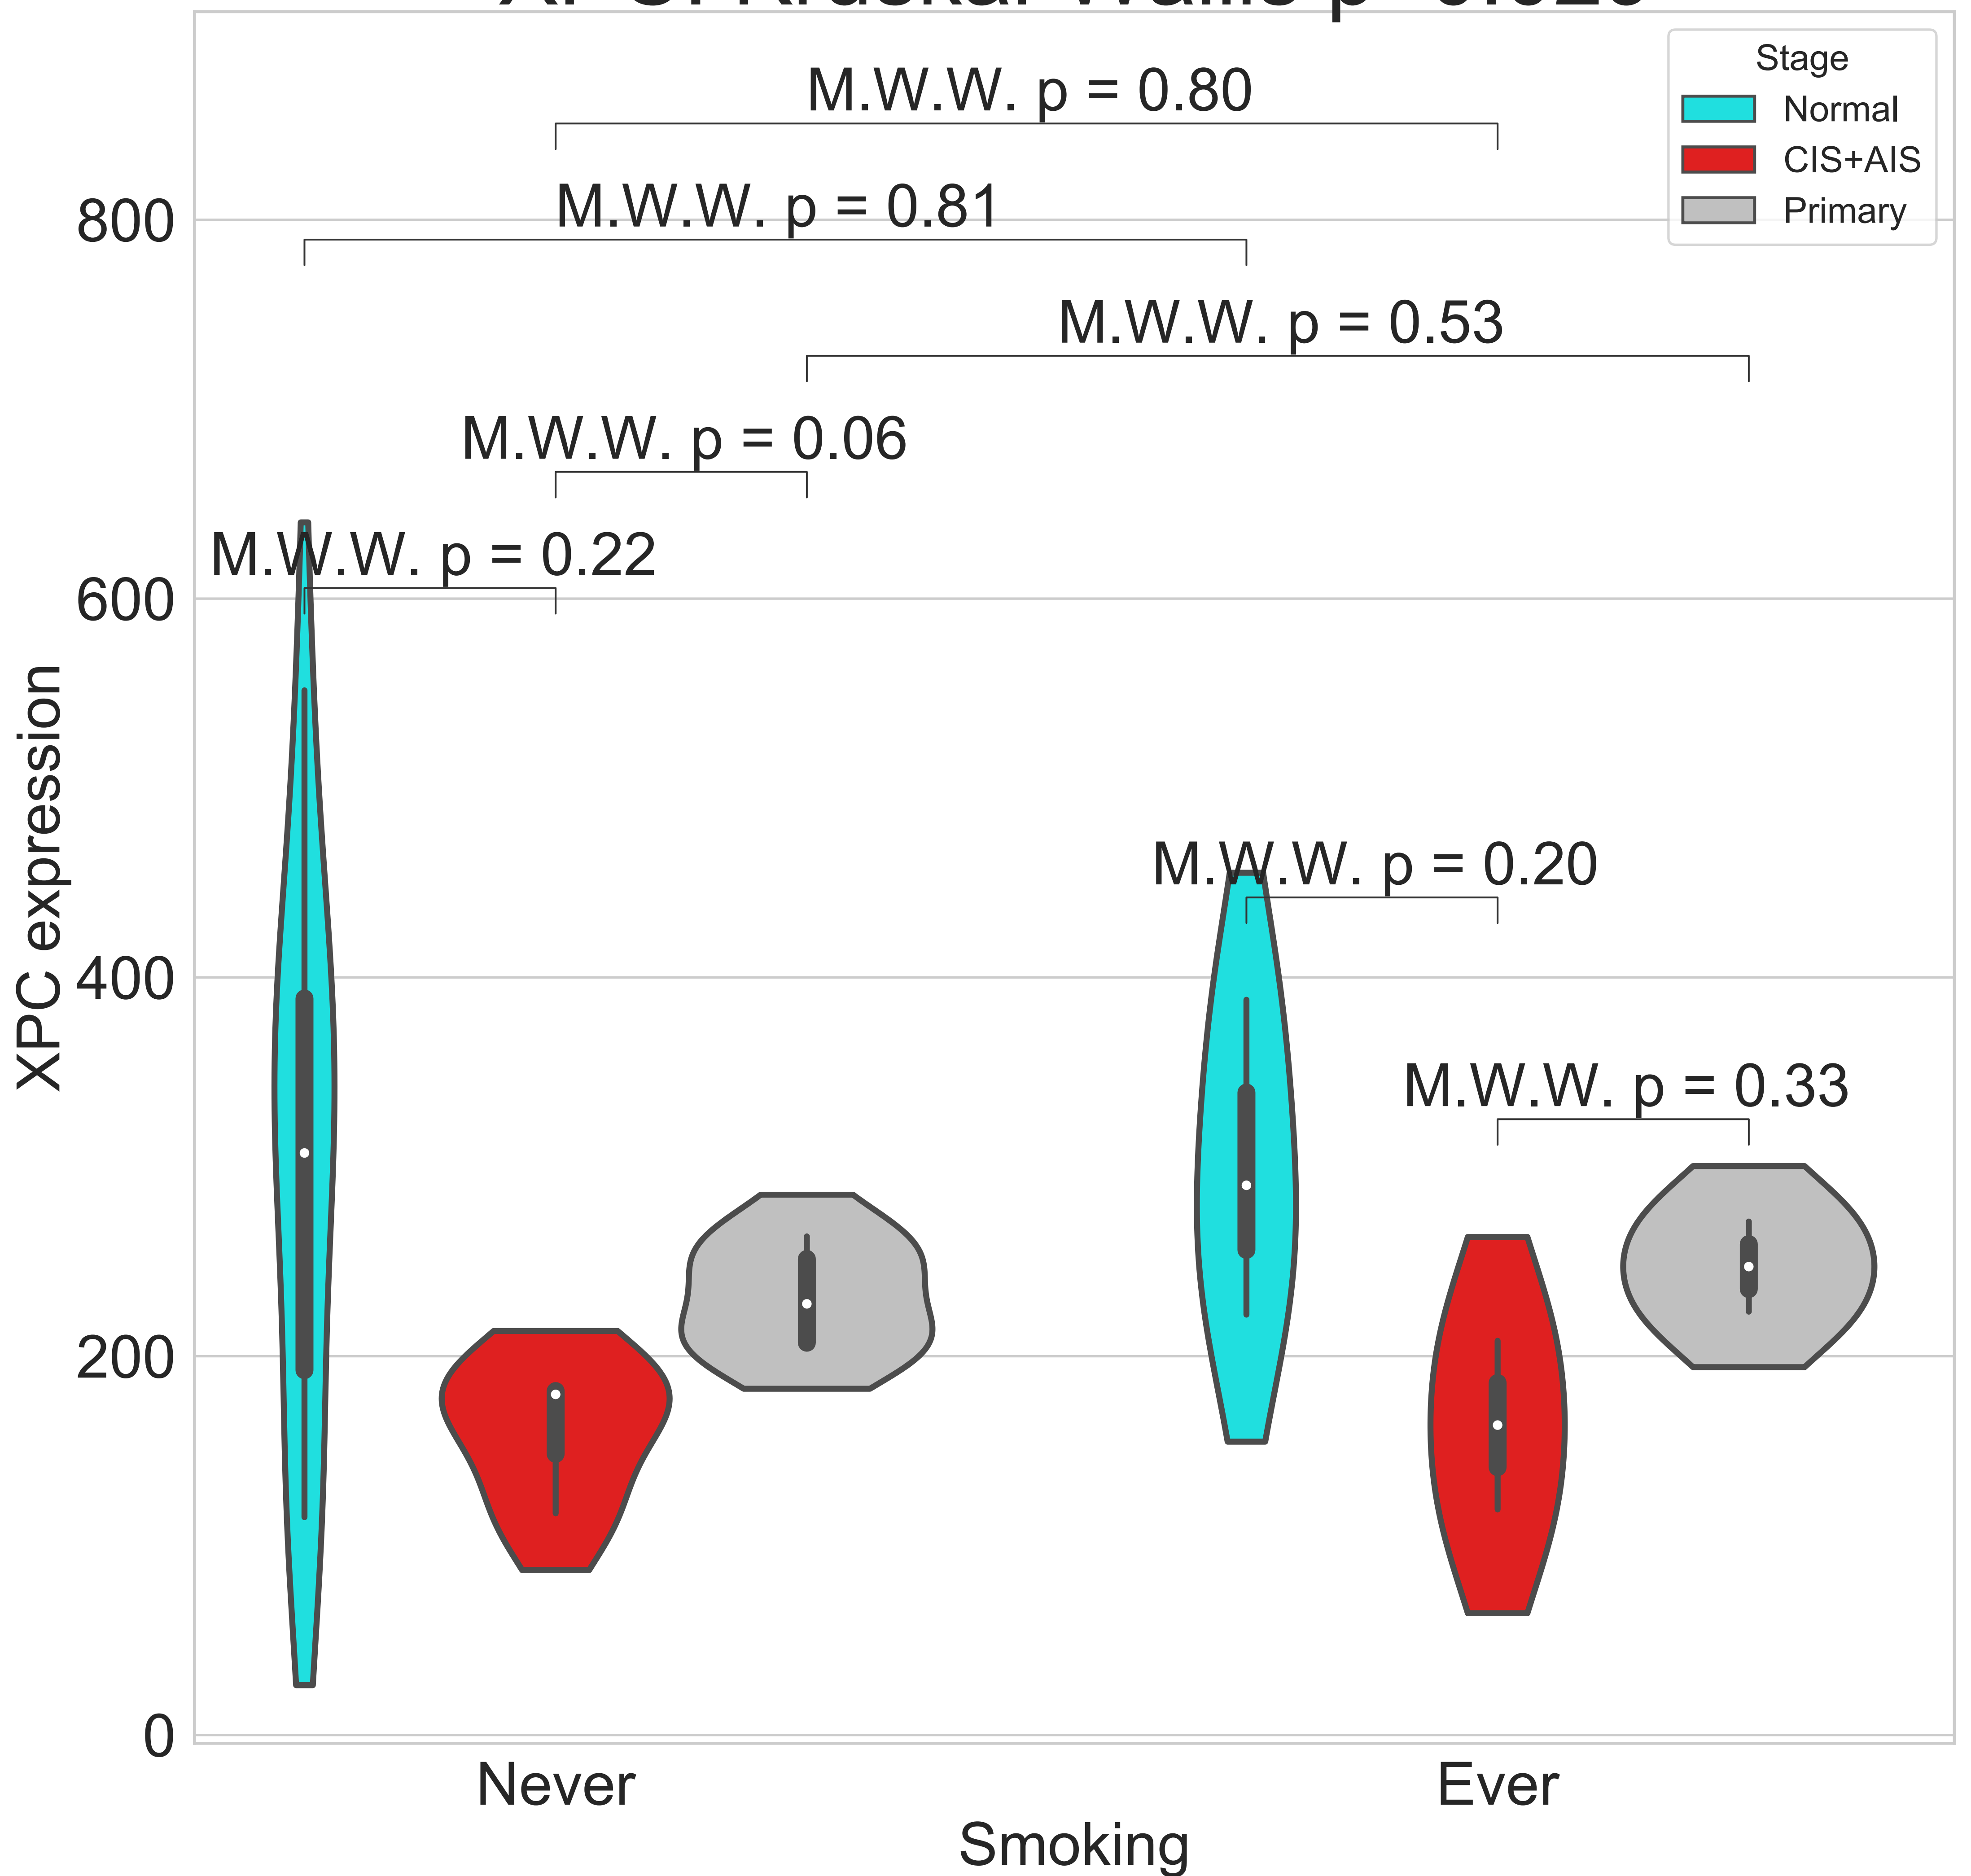 Stage
Normal
CIS+AIS
Primary
M.W.W. p = 0.80
M.W.W. p = 0.81
M.W.W. p = 0.53
M.W.W. p = 0.06
M.W.W. p = 0.22
M.W.W. p = 0.20
M.W.W. p = 0.33
XPC expression
800
600
400
200
0
Never
Ever
Smoking